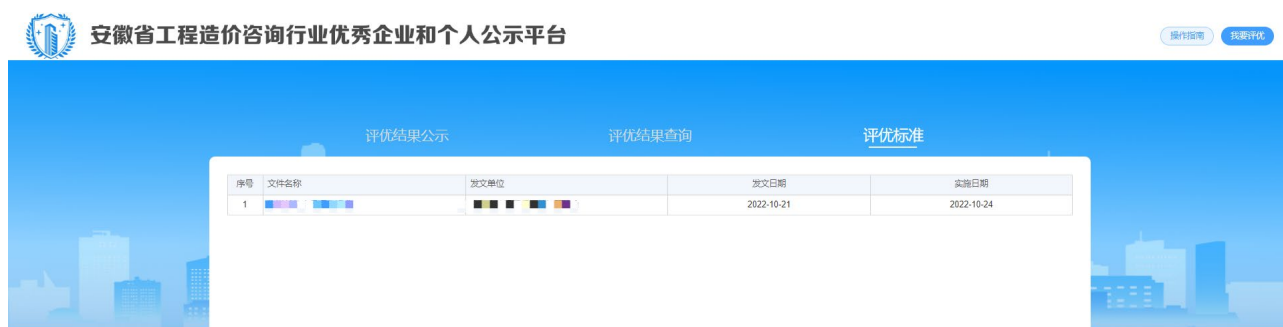 安徽省工程造价咨询行业优秀企业和个人公示平台
操作指南 我要评优
评优结果公示 评优结果查询 评优标准
序号 文件名称 发文单位 发文日期 实施日期
1 2022-10-21 2022-10-24